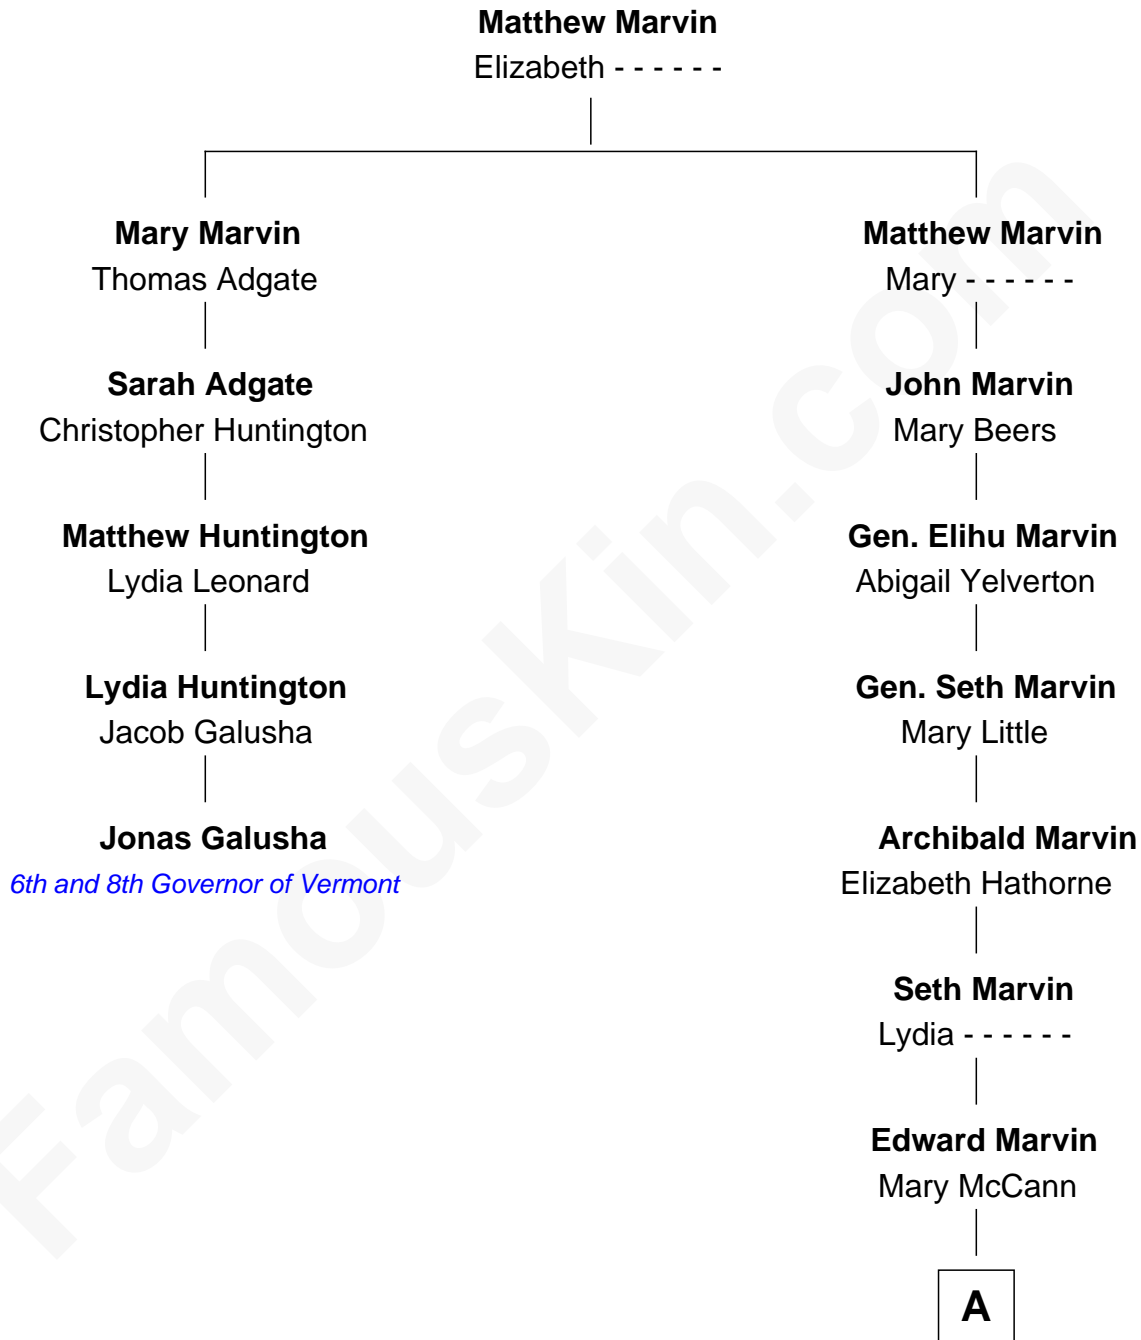 Matthew Marvin
Elizabeth - - - - - -
Mary Marvin
Thomas Adgate
Matthew Marvin
Mary - - - - - -
Sarah Adgate
Christopher Huntington
John Marvin
Mary Beers
Matthew Huntington
Lydia Leonard
Gen. Elihu Marvin
Abigail Yelverton
Lydia Huntington
Jacob Galusha
Gen. Seth Marvin
Mary Little
Jonas Galusha
6th and 8th Governor of Vermont
Archibald Marvin
Elizabeth Hathorne
Seth Marvin
Lydia - - - - - -
Edward Marvin
Mary McCann
A
FamousKin.com